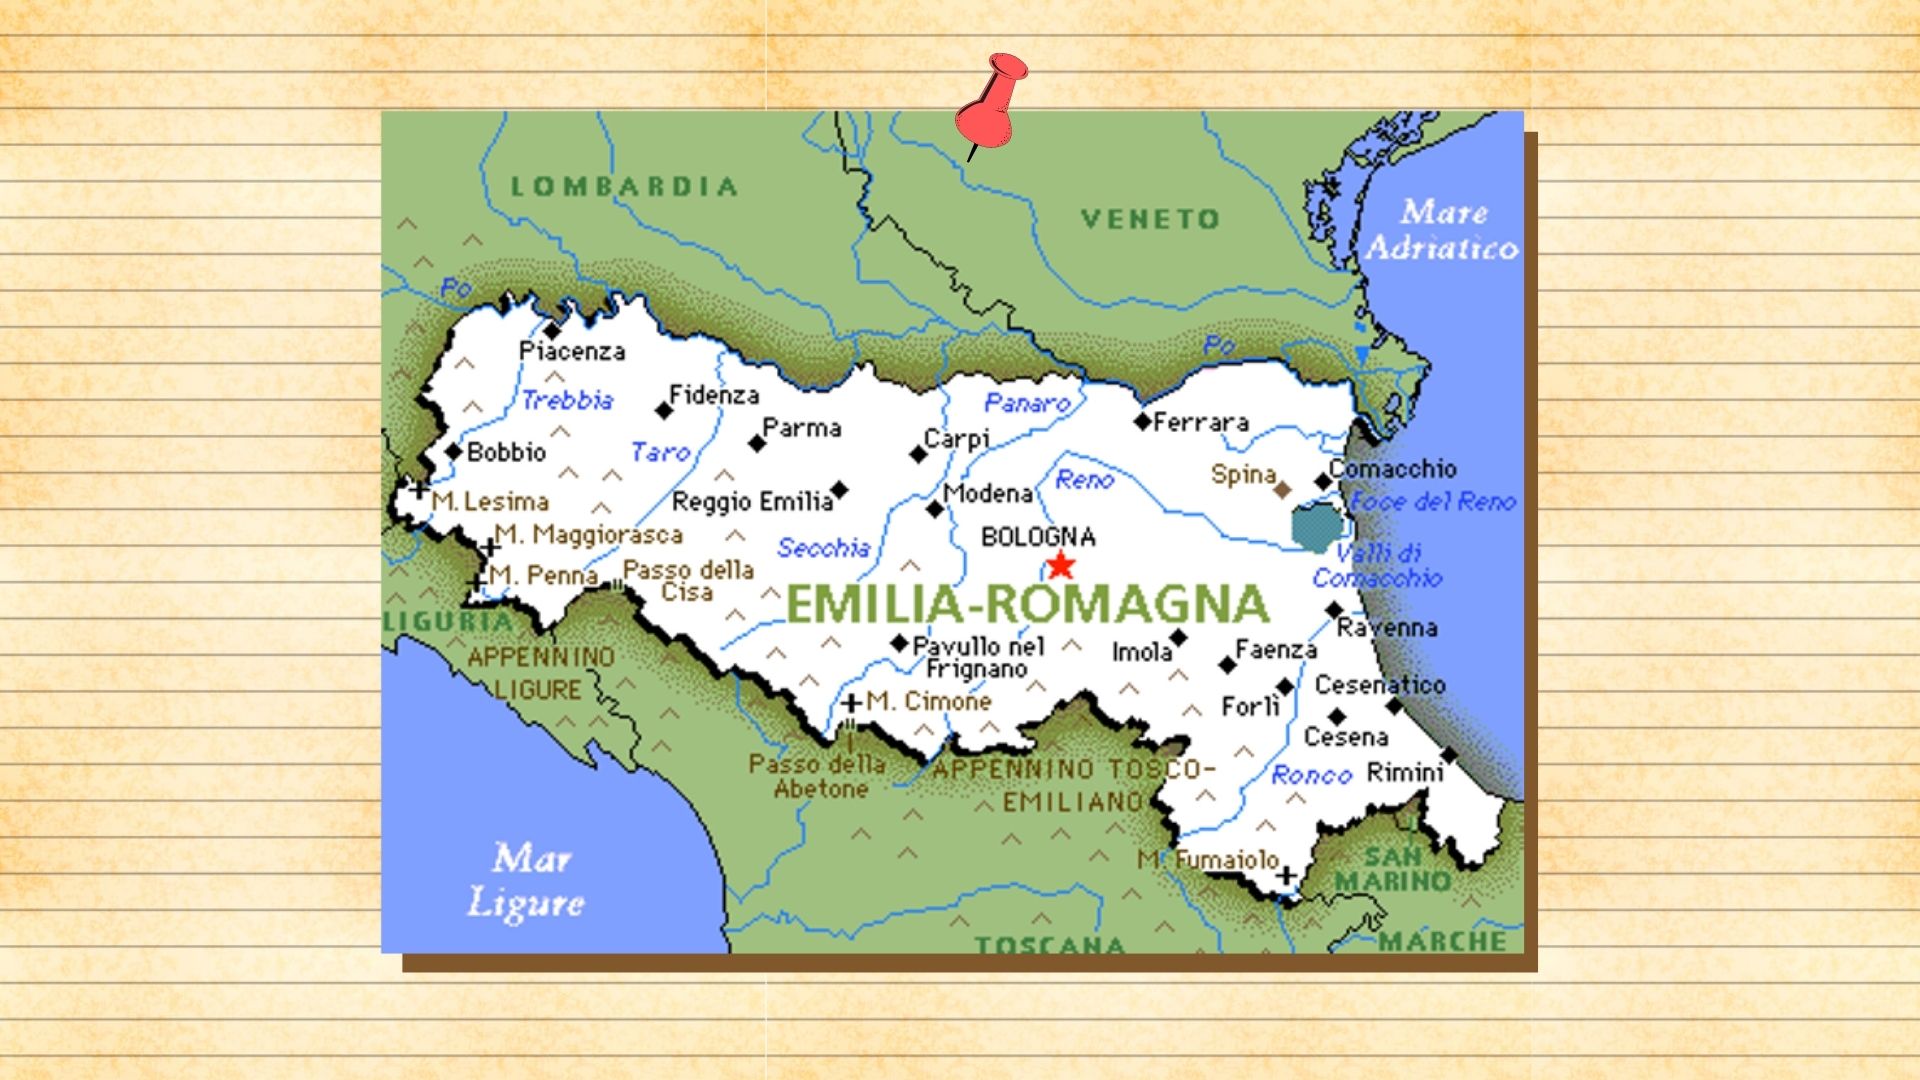 LOMBARDIA
VENETO
Mare
Adriatico
Po
Po
Piacenza
Trebbia
Fidenza
Panaro
Parma
Ferrara
Carpi
Bobbio
Taro
Spina
Comacchio
Reno
M. Lesima
Reggio Emilia
Modena
Foce del Reno
M. Maggiorasca
BOLOGNA
Secchia
Valli di
Comacchio
M. Penna
Passo della
Cisa
EMILIA-ROMAGNA
LIGURIA
Ravenna
Pavullo nel
Frignano
Imola
Faenza
APPENNINO
LIGURE
Cesenatico
M. Cimone
Forlì
Cesena
Passo della
Abetone
APPENNINO TOSCO-
EMILIANO
Ronco
Rimini
Mar
Ligure
M. Fumaiolo
SAN
MARINO
TOSCANA
MARCHE